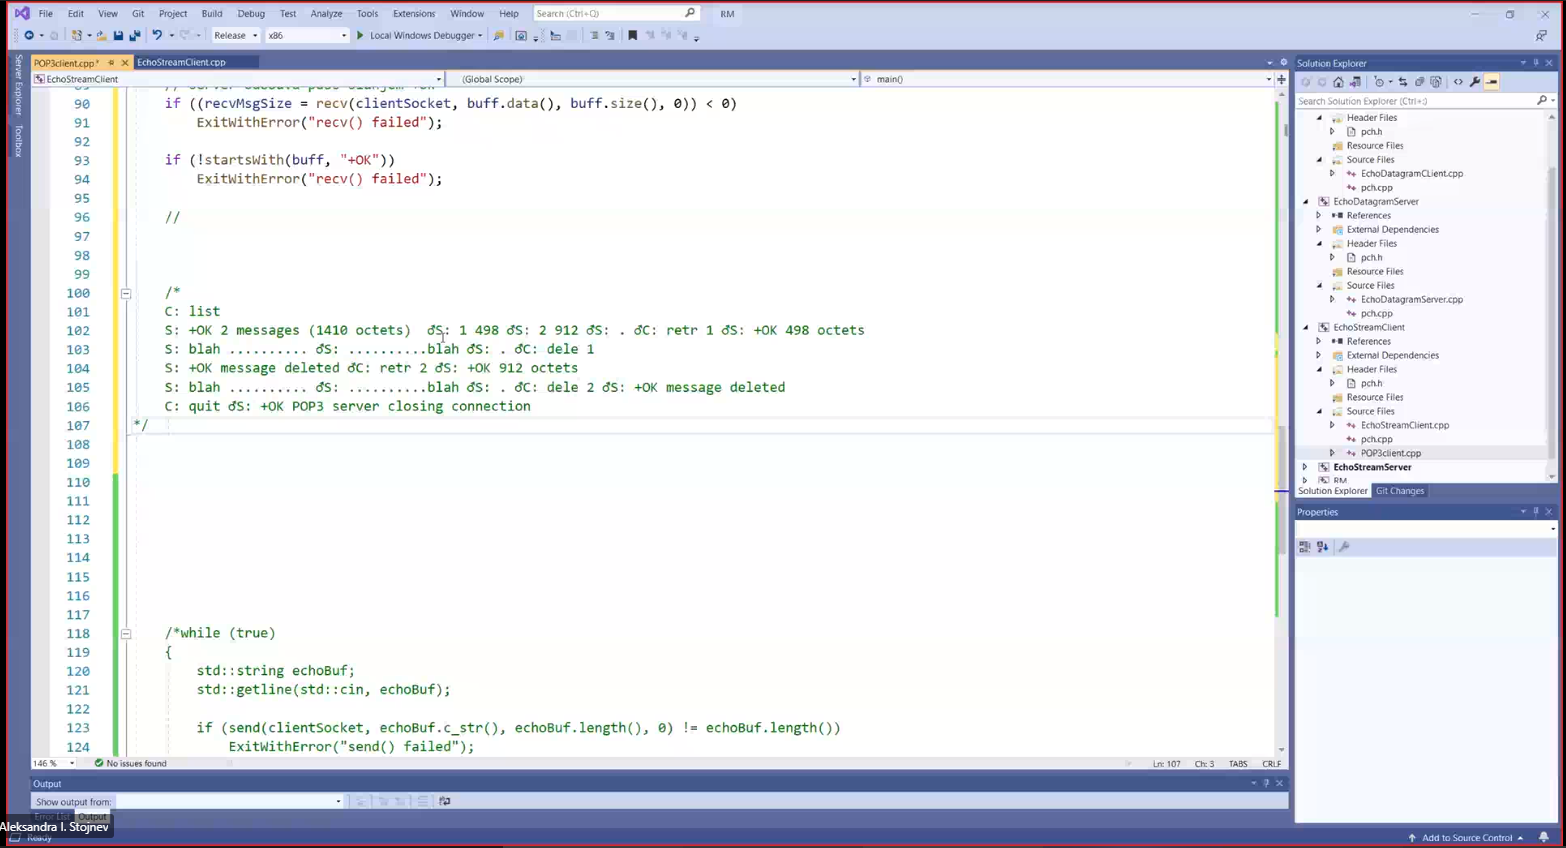 File Edit View Git Project Build Debug Test Analyze Tools Extensions Window Help Search (Ctrl+Q) RM
Release x86 Local Windows Debugger
Server Explorer
Toolbox
POP3client.cpp* EchoStreamClient.cpp
EchoStreamClient (Global Scope) main()
90 if ((recvMsgSize = recv(clientSocket, buff.data(), buff.size(), 0)) < 0)
91 ExitWithError("recv() failed");
92
93 if (!startsWith(buff, "+OK"))
94 ExitWithError("recv() failed");
95
96 //
97
98
99
100 /*
101 C: list
102 S: +OK 2 messages (1410 octets) ♂S: 1 498 ♂S: 2 912 ♂S: . ♂C: retr 1 ♂S: +OK 498 octets
103 S: blah .......... ♂S: ..........blah ♂S: . ♂C: dele 1
104 S: +OK message deleted ♂C: retr 2 ♂S: +OK 912 octets
105 S: blah .......... ♂S: ..........blah ♂S: . ♂C: dele 2 ♂S: +OK message deleted
106 C: quit ♂S: +OK POP3 server closing connection
107 */
108
109
110
111
112
113
114
115
116
117
118 /*while (true)
119 {
120 std::string echoBuf;
121 std::getline(std::cin, echoBuf);
122
123 if (send(clientSocket, echoBuf.c_str(), echoBuf.length(), 0) != echoBuf.length())
124 ExitWithError("send() failed");
146 % No issues found Ln: 107 Ch: 3 TABS CRLF
Output
Show output from:
Error List Output
Aleksandra I. Stojnev
Ready
Solution Explorer
Search Solution Explorer (Ctrl+;)
Header Files
pch.h
Resource Files
Source Files
EchoDatagramCLient.cpp
pch.cpp
EchoDatagramServer
References
External Dependencies
Header Files
pch.h
Resource Files
Source Files
EchoDatagramServer.cpp
pch.cpp
EchoStreamClient
References
External Dependencies
Header Files
pch.h
Resource Files
Source Files
EchoStreamClient.cpp
pch.cpp
POP3client.cpp
EchoStreamServer
RM
Solution Explorer Git Changes
Properties
Add to Source Control